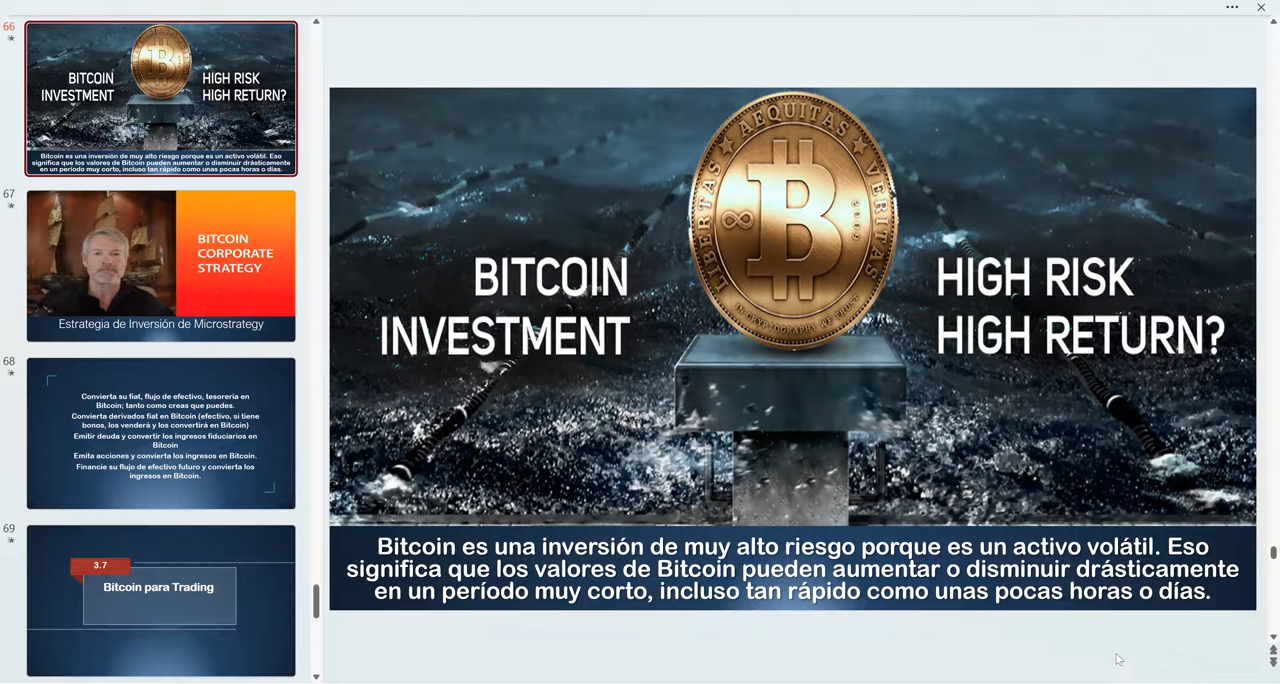 66
BITCOIN
INVESTMENT
HIGH RISK
HIGH RETURN?
Bitcoin es una inversión de muy alto riesgo porque es un activo volátil. Eso
significa que los valores de Bitcoin pueden aumentar o disminuir drásticamente
en un período muy corto, incluso tan rápido como unas pocas horas o días.
67
BITCOIN
CORPORATE
STRATEGY
Estrategia de Inversión de Microstrategy
68
Convierta su fiat, flujo de efectivo, tesorería en
Bitcoin; tanto como creas que puedes.
Convierta derivados fiat en Bitcoin (efectivo, si tiene
bonos, los venderá y los convertirá en Bitcoin)
Emitir deuda y convertir los ingresos fiduciarios en
Bitcoin
Emita acciones y convierta los ingresos en Bitcoin.
Financie su flujo de efectivo futuro y convierta los
ingresos en Bitcoin.
69
3.7
Bitcoin para Trading
LIBERTAS ★ AEQUITAS ★ VERITAS
2009
IN CRYPTOGRAPHY WE TRUST
BITCOIN
INVESTMENT
HIGH RISK
HIGH RETURN?
Bitcoin es una inversión de muy alto riesgo porque es un activo volátil. Eso
significa que los valores de Bitcoin pueden aumentar o disminuir drásticamente
en un período muy corto, incluso tan rápido como unas pocas horas o días.